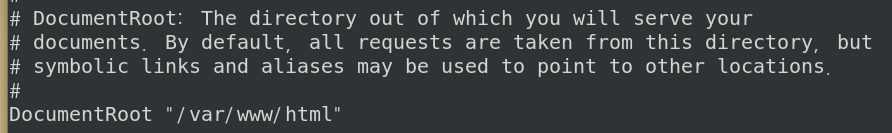 # DocumentRoot: The directory out of which you will serve your
# documents. By default, all requests are taken from this directory, but
# symbolic links and aliases may be used to point to other locations.
#
DocumentRoot "/var/www/html"